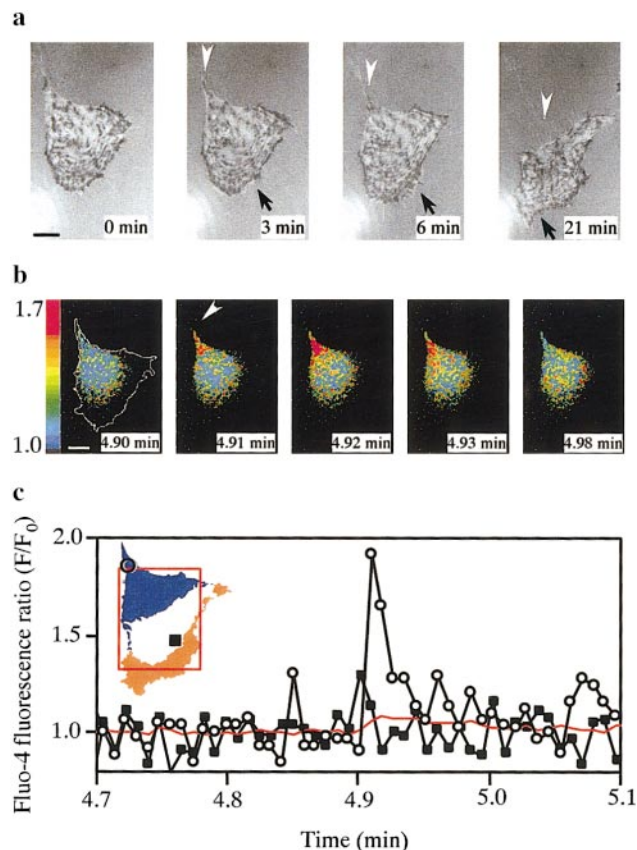 a
0 min
3 min
6 min
21 min
b
1.7
1.0
4.90 min
4.91 min
4.92 min
4.93 min
4.98 min
c
Fluo-4 fluorescence ratio (F/F₀)
2.0
1.5
1.0
4.7
4.8
4.9
5.0
5.1
Time (min)